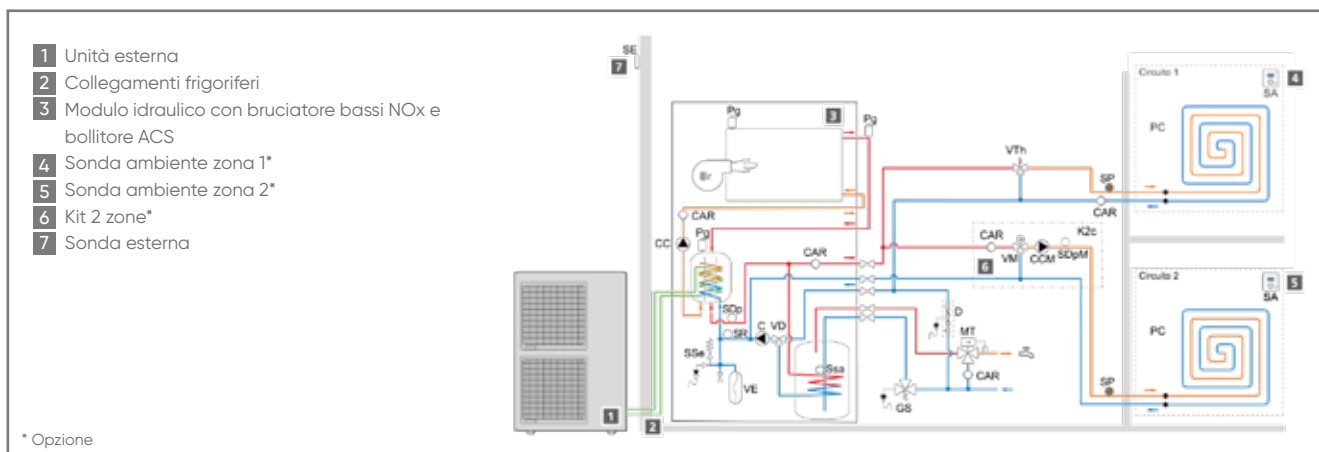 1 Unità esterna
2 Collegamenti frigoriferi
3 Modulo idraulico con bruciatore bassi NOx e
bollitore ACS
4 Sonda ambiente zona 1*
5 Sonda ambiente zona 2*
6 Kit 2 zone*
7 Sonda esterna
* Opzione
SE
7
Pg
3
Pg
Br
CAR
CC
Pg
CAR
SDp
SR
C
VD
SSe
VE
Ssa
D
MT
CAR
GS
VTh
SP
CAR
CAR
K2c
VM
CCM
SDpM
6
SP
Circuito 1
SA
4
PC
Circuito 2
SA
5
PC
1
2